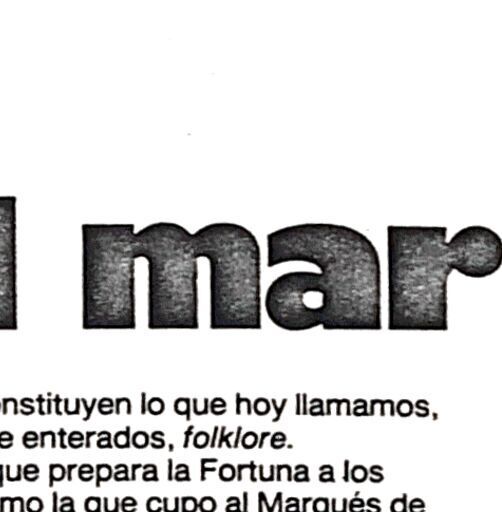 l mar
nstituyen lo que hoy llamamos,
e enterados, folklore.
que prepara la Fortuna a los
mo la que cupo al Marqués de